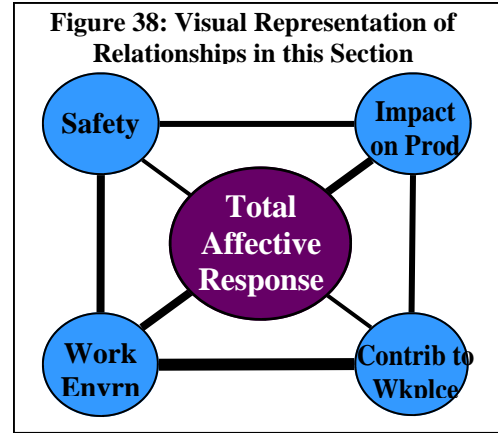 Figure 38: Visual Representation of
Relationships in this Section
Safety
Impact
on Prod
Total
Affective
Response
Work
Envrn
Contrib to
Wkplce